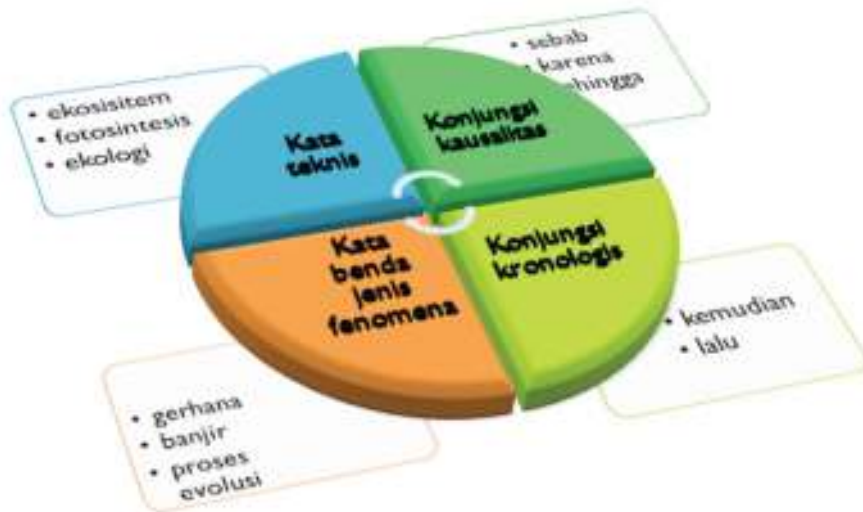 • ekosisitem
• fotosintesis
• ekologi
Kata
teknis
• sebab
• karena
Konjungsi
kausalitas
Kata
benda
jenis
fenomena
• gerhana
• banjir
• proses
evolusi
Konjungsi
kronologis
• kemudian
• lalu